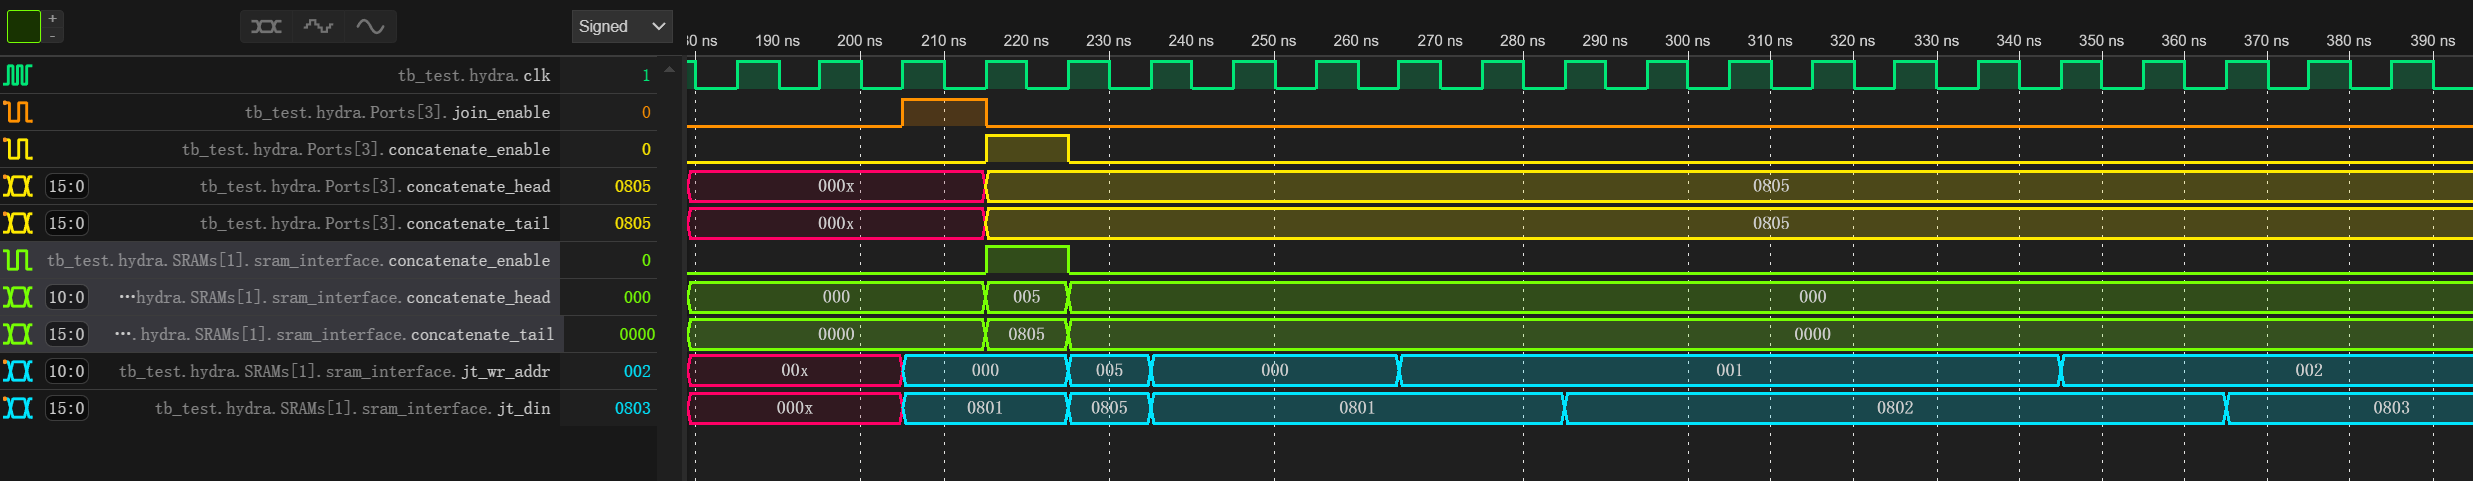 +
-
Signed
80 ns 190 ns 200 ns 210 ns 220 ns 230 ns 240 ns 250 ns 260 ns 270 ns 280 ns 290 ns 300 ns 310 ns 320 ns 330 ns 340 ns 350 ns 360 ns 370 ns 380 ns 390 ns
tb_test.hydra.clk 1
tb_test.hydra.Ports[3].join_enable 0
tb_test.hydra.Ports[3].concatenate_enable 0
15:0 tb_test.hydra.Ports[3].concatenate_head 0805 000x 0805
15:0 tb_test.hydra.Ports[3].concatenate_tail 0805 000x 0805
tb_test.hydra.SRAMs[1].sram_interface.concatenate_enable 0
10:0 ···hydra.SRAMs[1].sram_interface.concatenate_head 000 000 005 000
15:0 ···.hydra.SRAMs[1].sram_interface.concatenate_tail 0000 0000 0805 0000
10:0 tb_test.hydra.SRAMs[1].sram_interface.jt_wr_addr 002 00x 000 005 000 001 002
15:0 tb_test.hydra.SRAMs[1].sram_interface.jt_din 0803 000x 0801 0805 0801 0802 0803